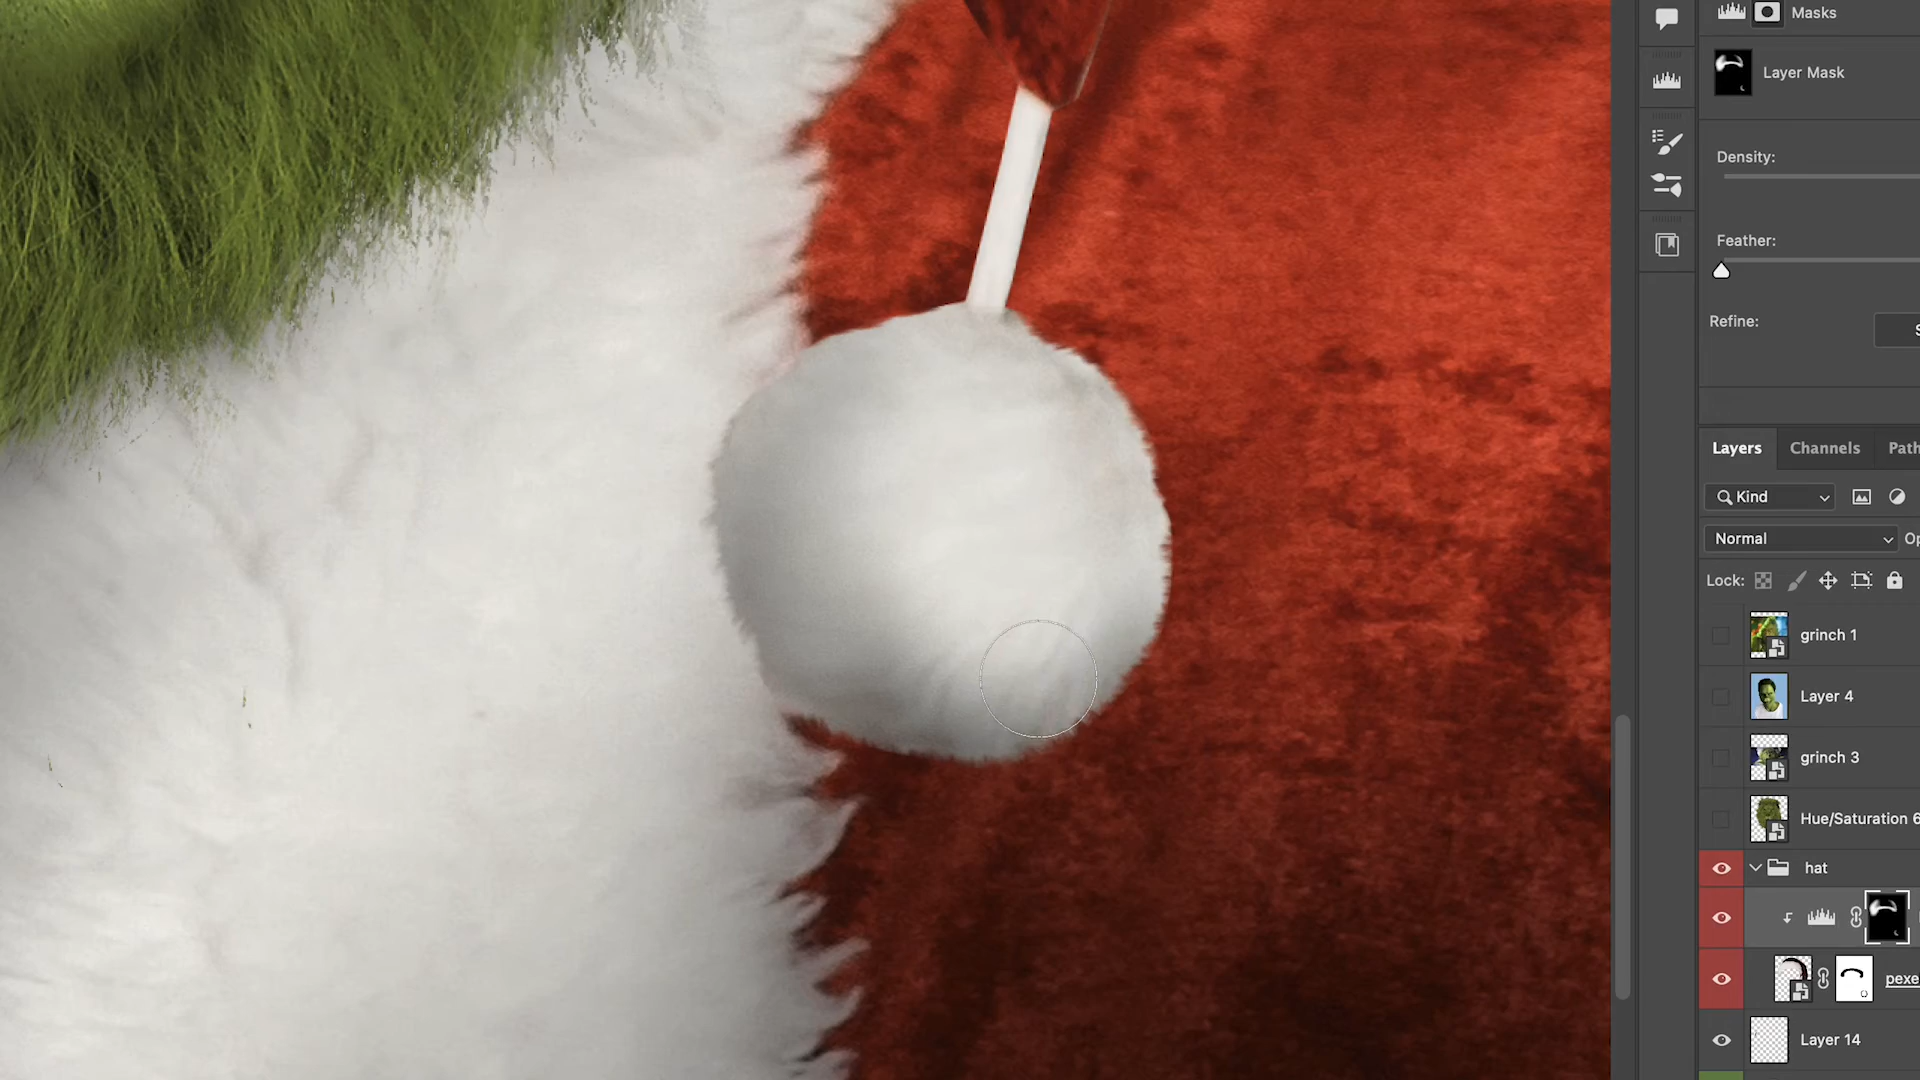 Masks
Layer Mask
Density:
Feather:
Refine:
Layers
Channels
Kind
Normal
Lock:
grinch 1
Layer 4
grinch 3
Hue/Saturation 6
hat
Layer 14